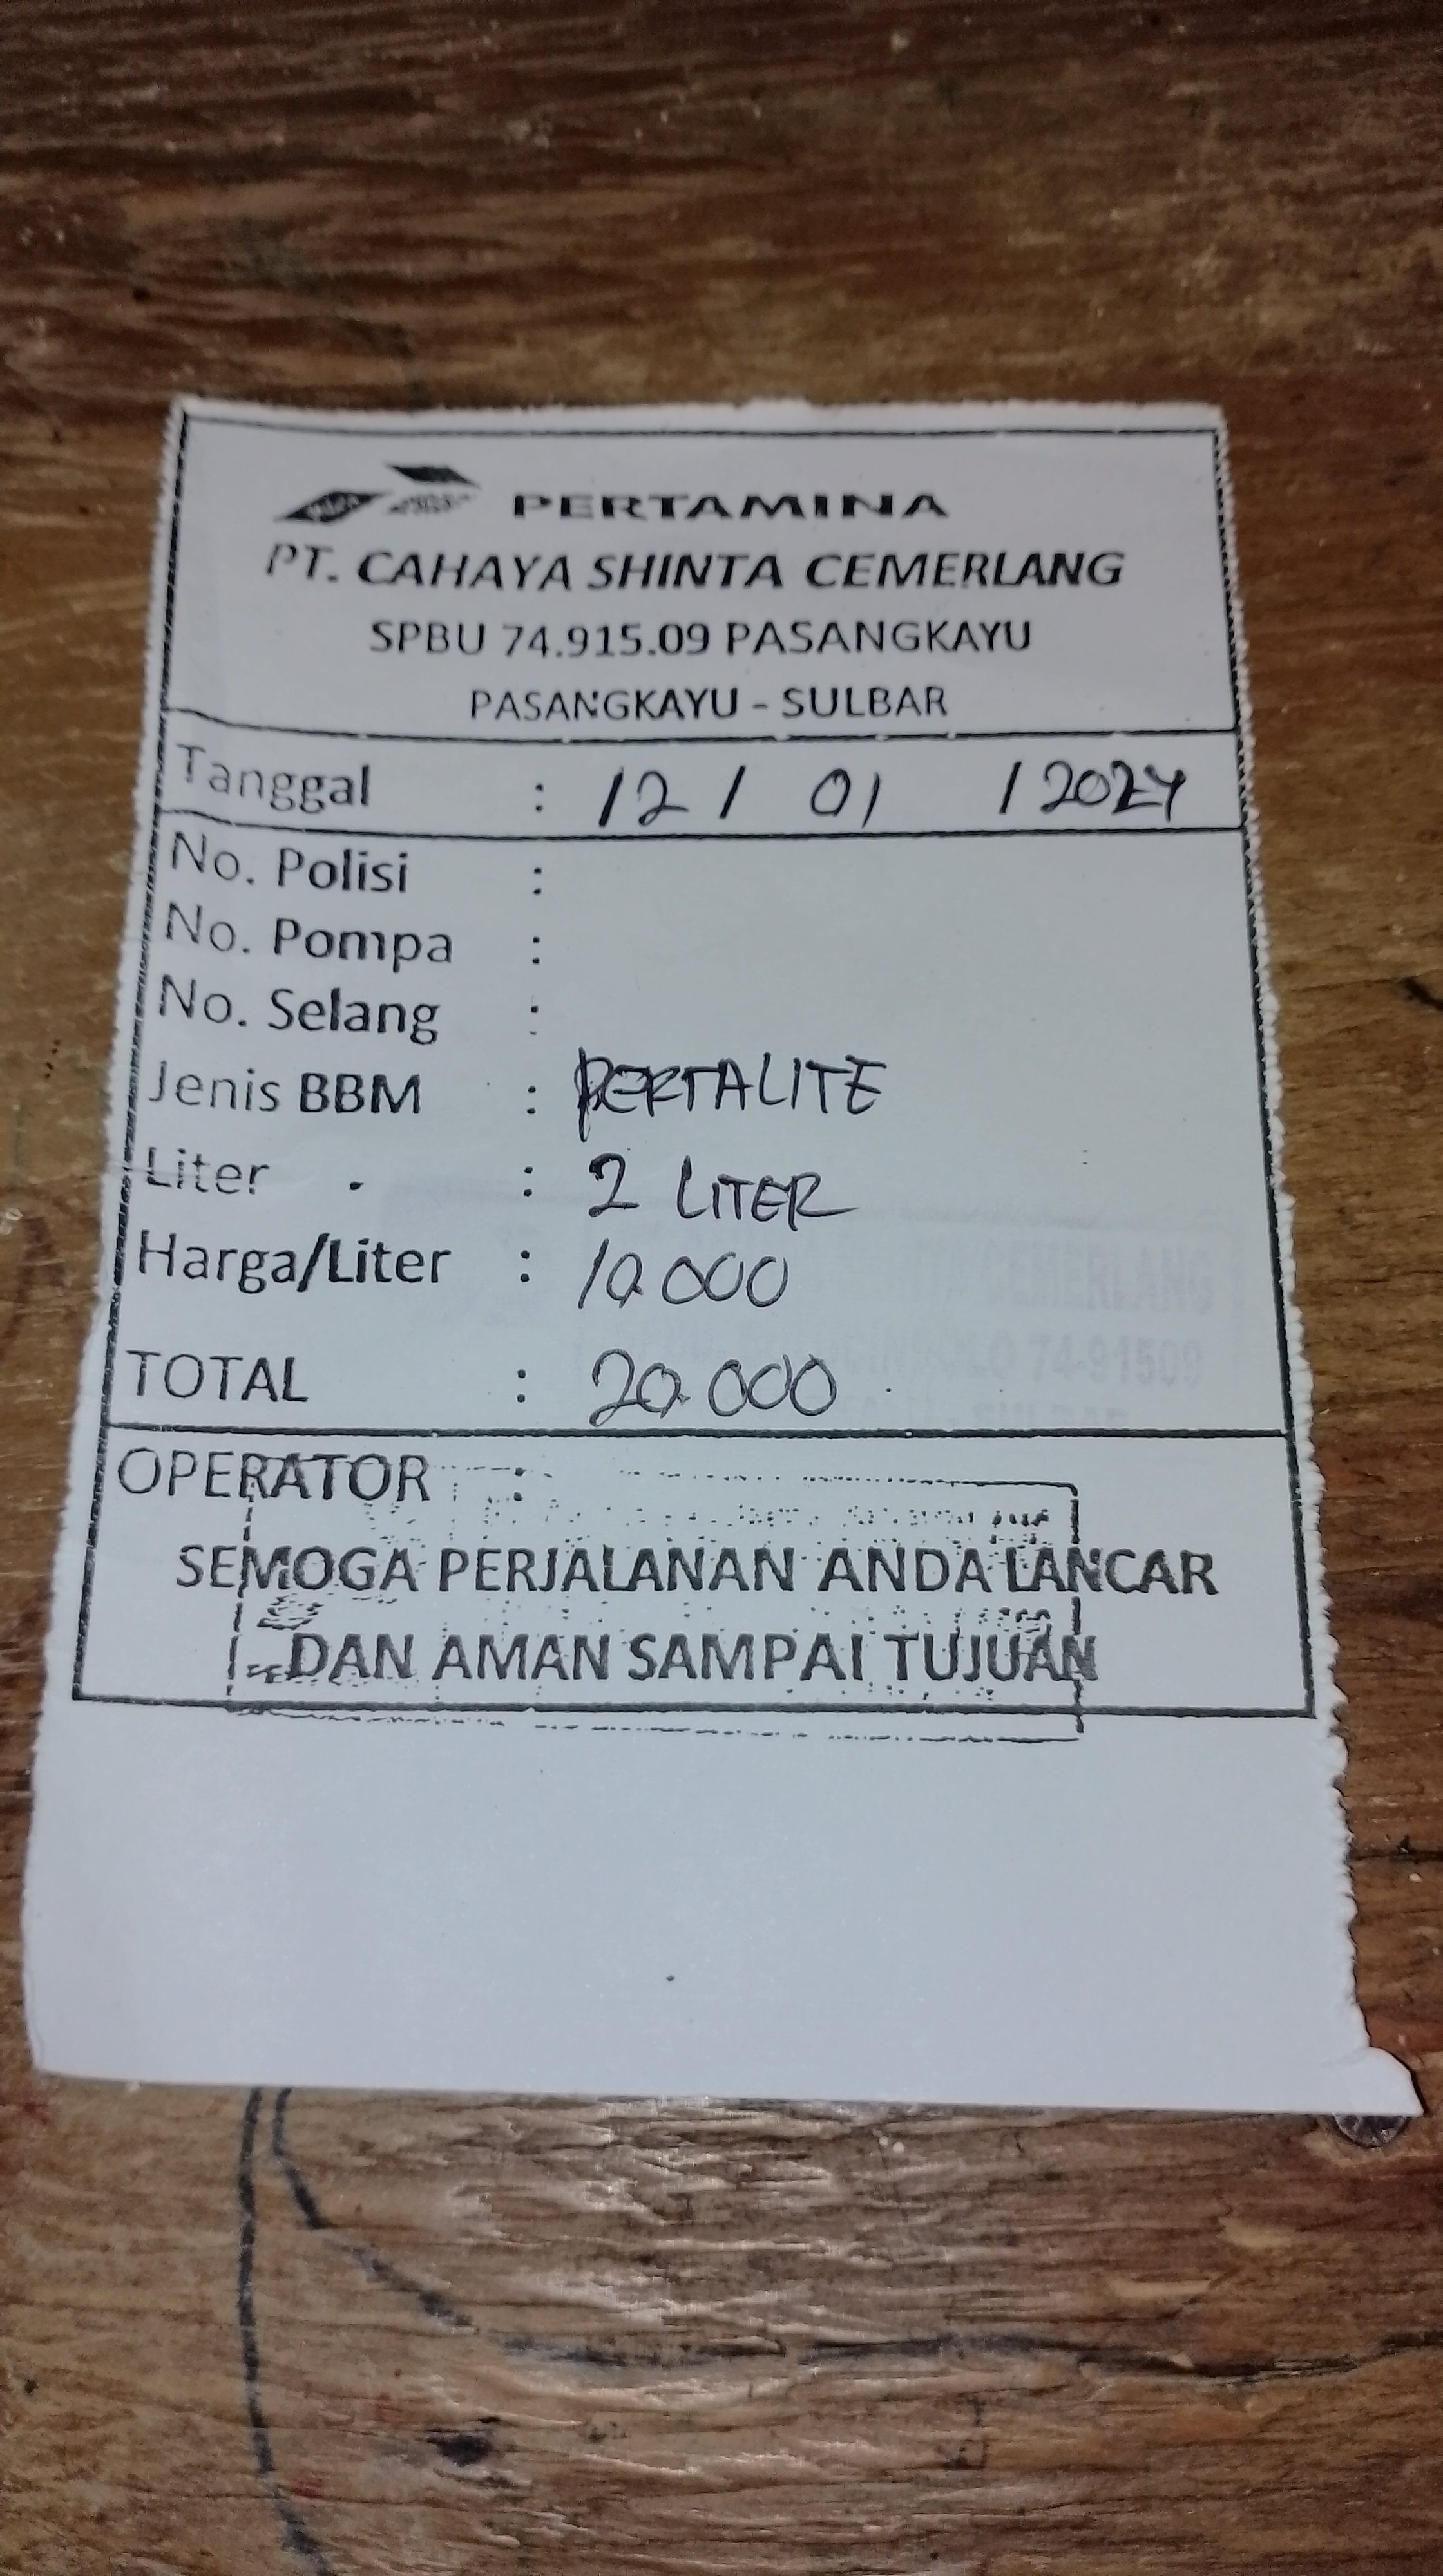 PERTAMINA
PT. CAHAYA SHINTA CEMERLANG
SPBU 74.915.09 PASANGKAYU
PASANGKAYU - SULBAR
Tanggal : 12 / 01 / 2024
No. Polisi :
No. Pompa :
No. Selang :
Jenis BBM : PERTALITE
Liter : 2 LITER
Harga/Liter : 10.000
TOTAL : 20.000
OPERATOR :
SEMOGA PERJALANAN ANDA LANCAR
DAN AMAN SAMPAI TUJUAN